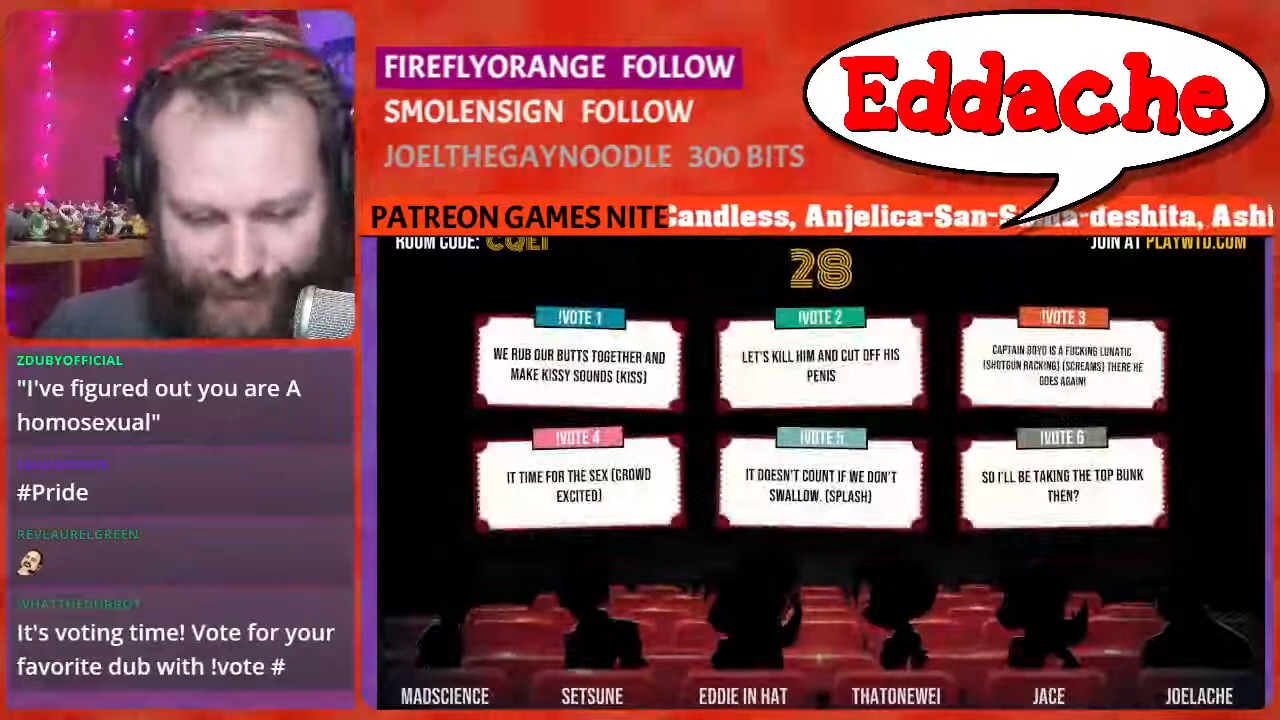 FIREFLYORANGE FOLLOW
SMOLENSIGN FOLLOW
JOELTHEGAYNOODLE 300 BITS
Eddache
PATREON GAMES NITE
Candless, Anjelica-San-S
-deshita, Ash
ROOM CODE:
JOIN AT PLAYWTD.COM
28
!VOTE 1
WE RUB OUR BUTTS TOGETHER AND
MAKE KISSY SOUNDS (KISS)
!VOTE 2
LET'S KILL HIM AND CUT OFF HIS
PENIS
!VOTE 3
CAPTAIN BOYO IS A FUCKING LUNATIC
(SHOTGUN RACKING) (SCREAMS) THERE HE
GOES AGAIN!
!VOTE 4
IT TIME FOR THE SEX (CROWD
EXCITED)
!VOTE 5
IT DOESN'T COUNT IF WE DON'T
SWALLOW. (SPLASH)
!VOTE 6
SO I'LL BE TAKING THE TOP BUNK
THEN?
MADSCIENCE
SETSUNE
EDDIE IN HAT
THATONEWEI
JACE
JOELACHE
ZDUBYOFFICIAL
"I've figured out you are A
homosexual"
#Pride
REVLAURELGREEN
WHATTHEDUBBOT
It's voting time! Vote for your
favorite dub with !vote #